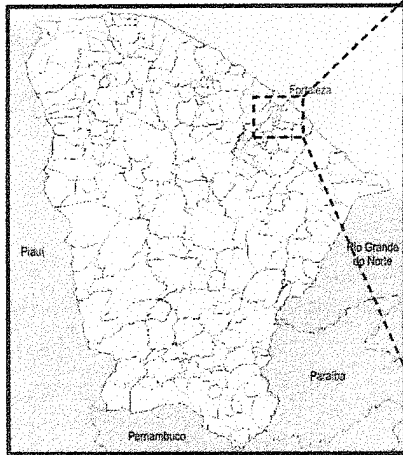 Fortaleza
Piauí
Rio Grande
do Norte
Paraíba
Pernambuco